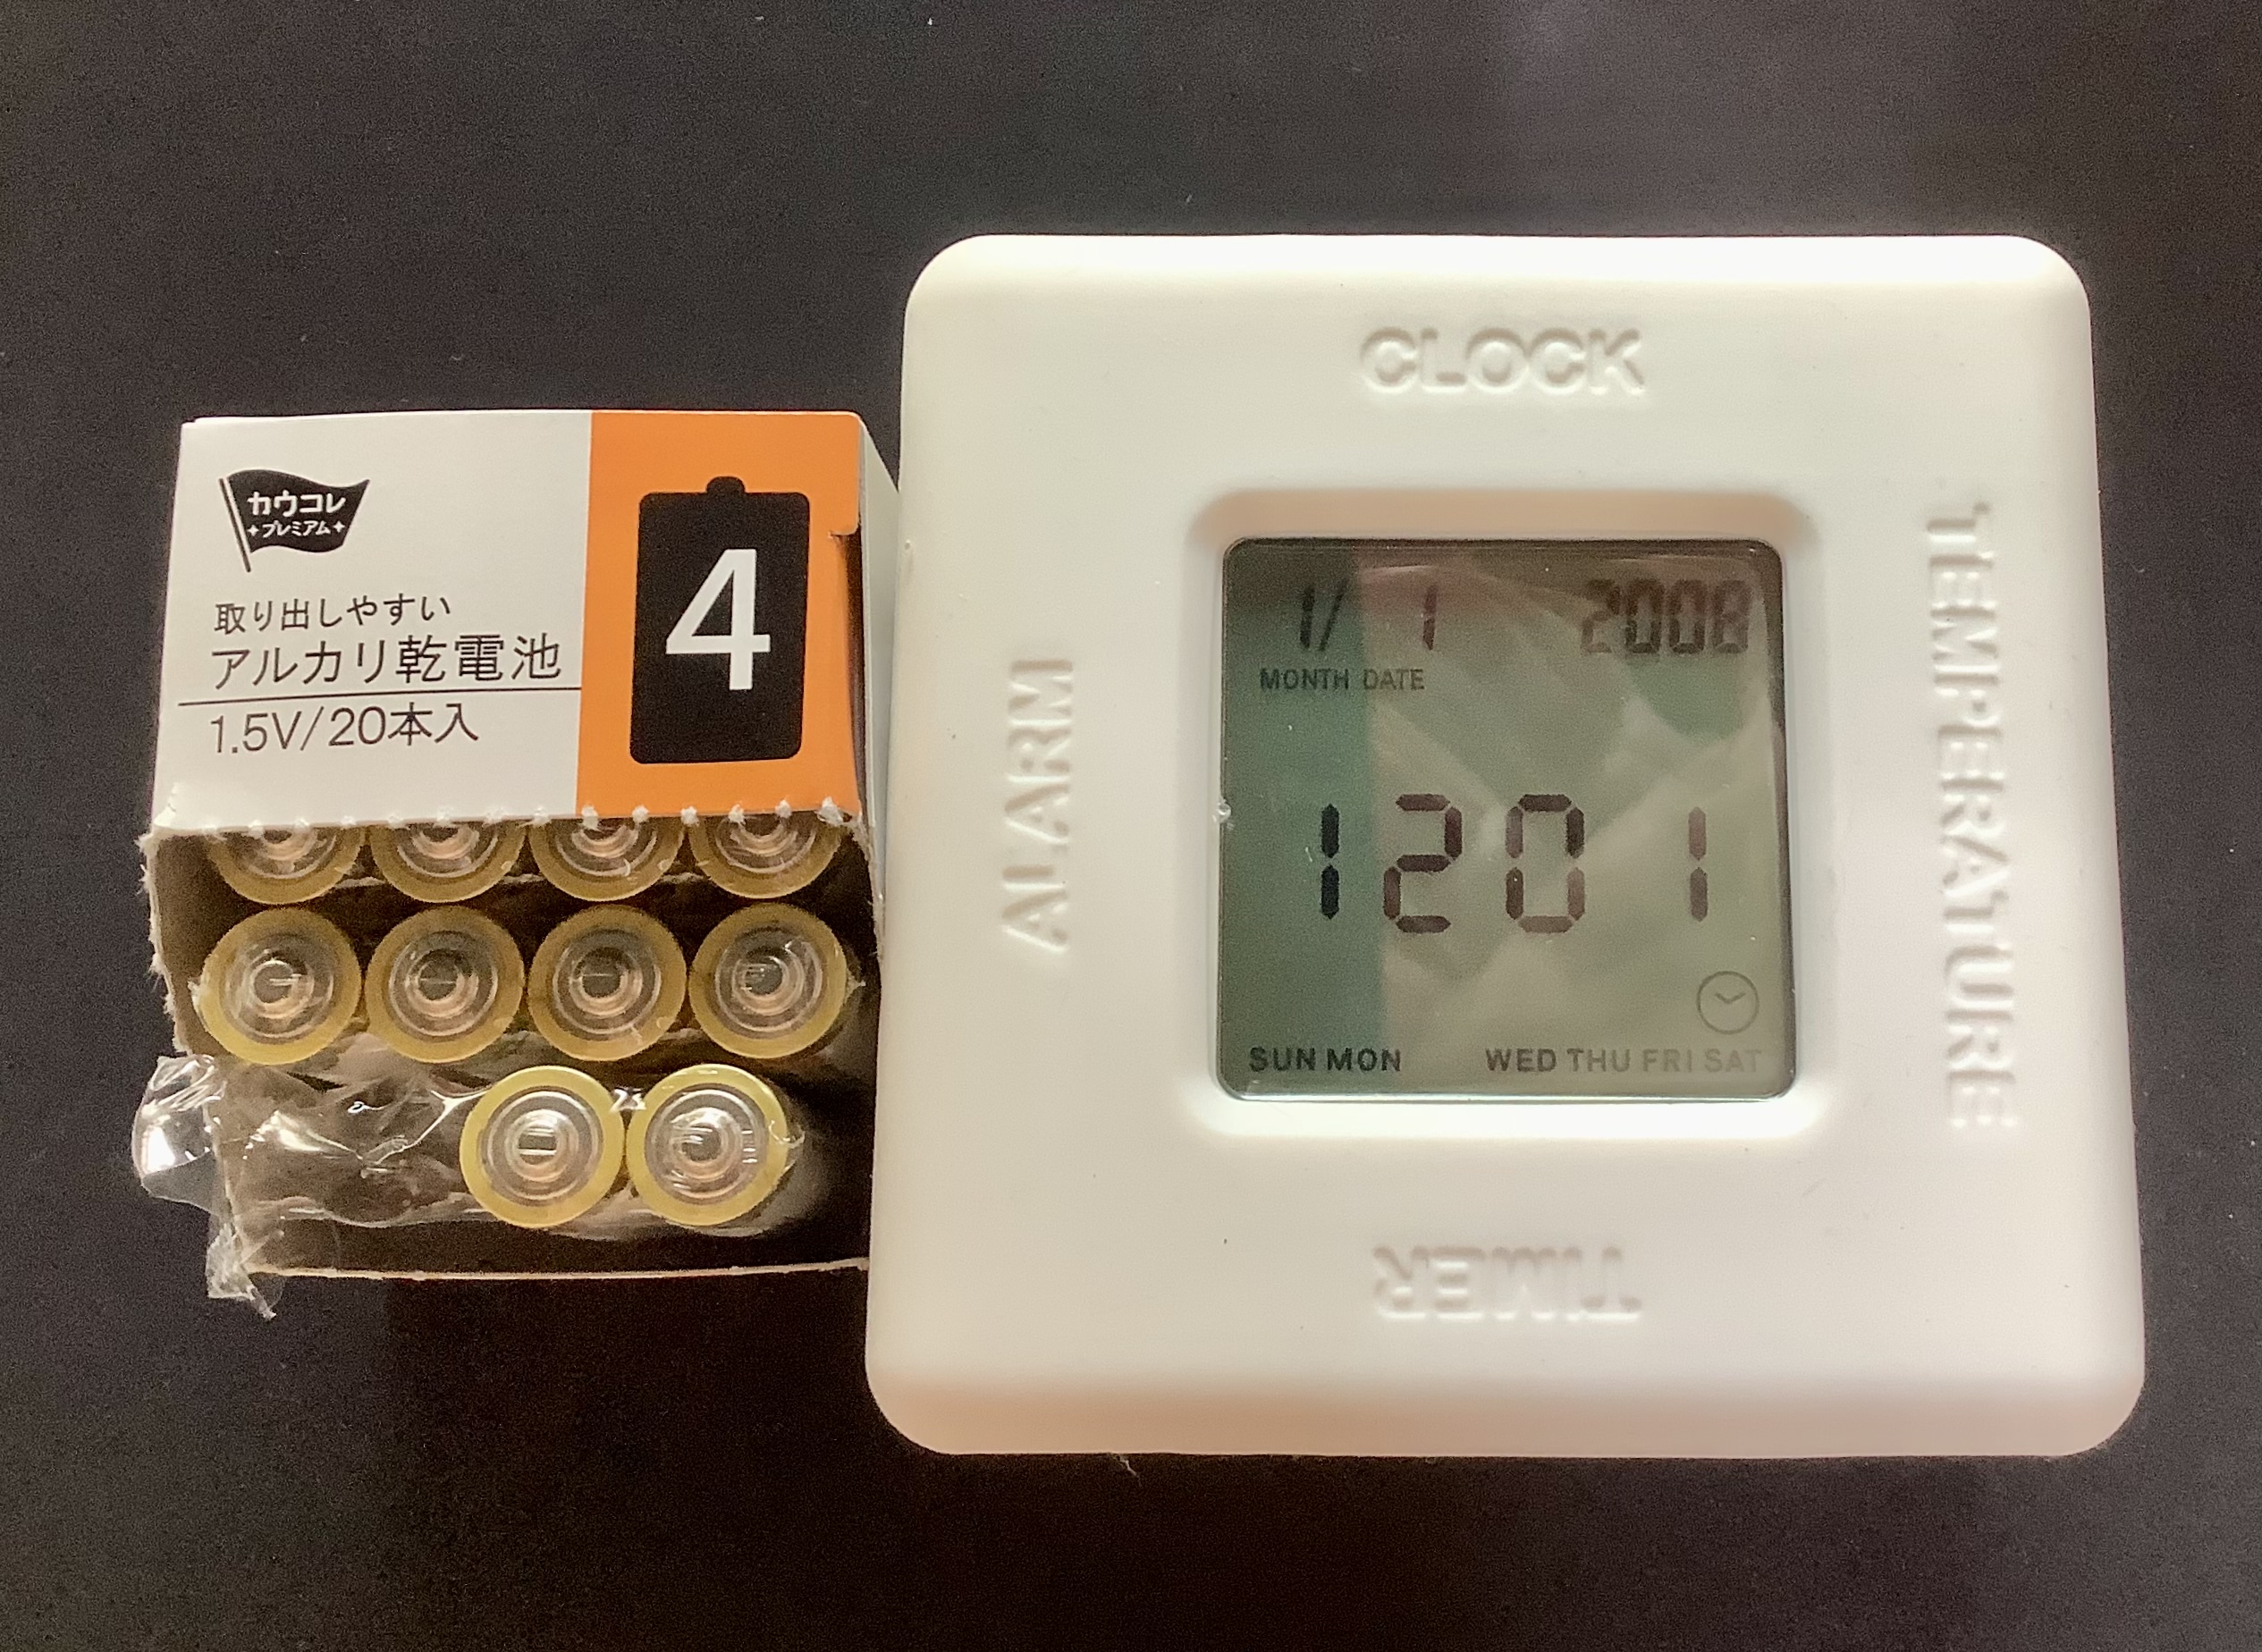 カウコレ
プレミアム
取り出しやすい
アルカリ乾電池
1.5V/20本入
4
CLOCK
ALARM
TEMPERATURE
TIMER
1/ 1 2008
MONTH DATE
1201
SUN MON WED THU FRI SAT